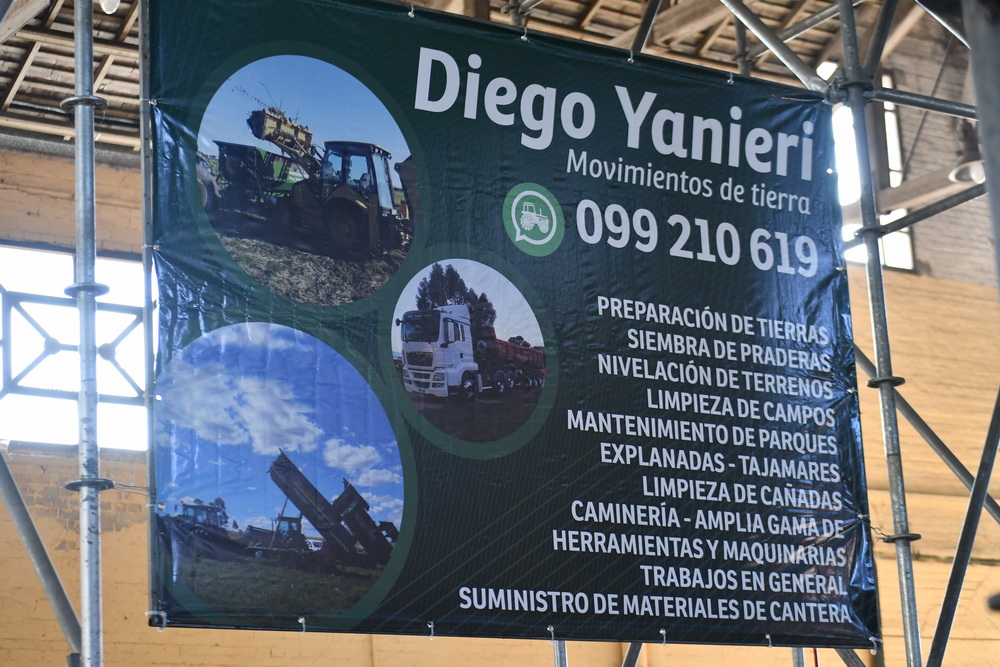 Diego Yanieri
Movimientos de tierra
099 210 619
PREPARACIÓN DE TIERRAS
SIEMBRA DE PRADERAS
NIVELACIÓN DE TERRENOS
LIMPIEZA DE CAMPOS
MANTENIMIENTO DE PARQUES
EXPLANADAS - TAJAMARES
LIMPIEZA DE CAÑADAS
CAMINERÍA - AMPLIA GAMA DE
HERRAMIENTAS Y MAQUINARIAS
TRABAJOS EN GENERAL
SUMINISTRO DE MATERIALES DE CANTERA